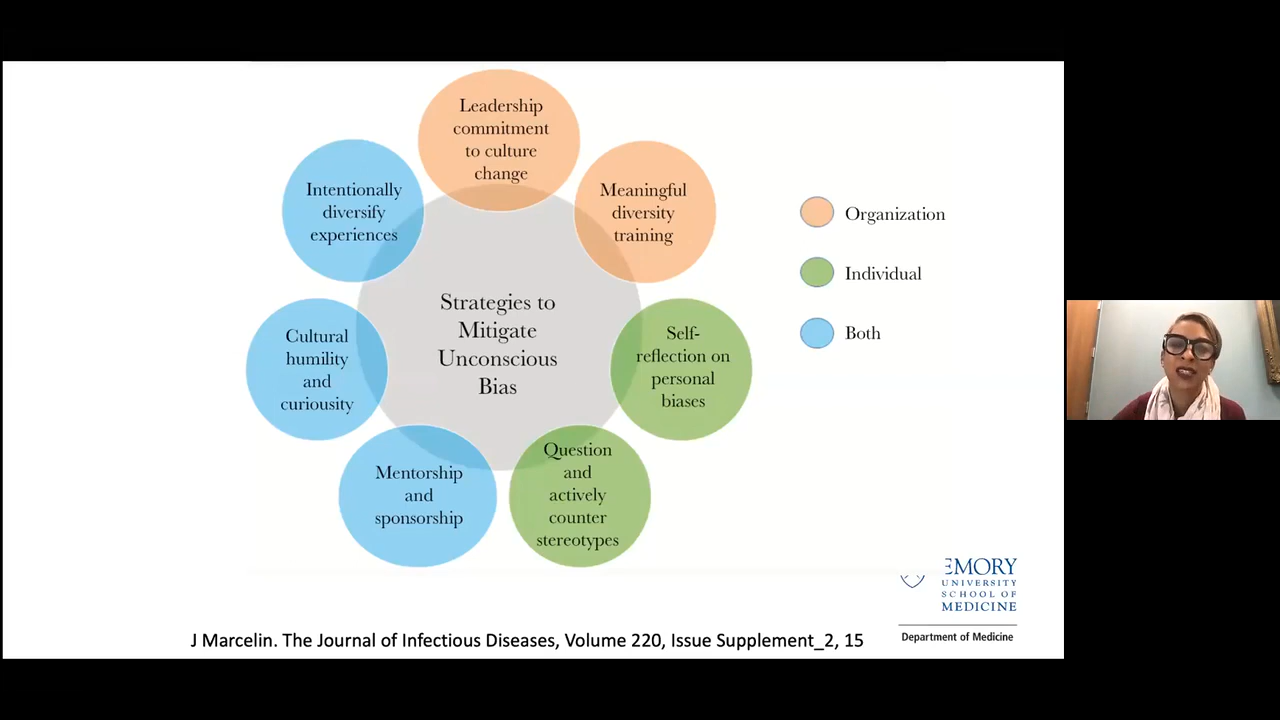 Leadership
commitment
to culture
change
Meaningful
diversity
training
Self-
reflection on
personal
biases
Question
and
actively
counter
stereotypes
Mentorship
and
sponsorship
Cultural
humility
and
curiousity
Intentionally
diversify
experiences
Strategies to
Mitigate
Unconscious
Bias
Organization
Individual
Both
EMORY
UNIVERSITY
SCHOOL OF
MEDICINE
Department of Medicine
J Marcelin. The Journal of Infectious Diseases, Volume 220, Issue Supplement_2, 15